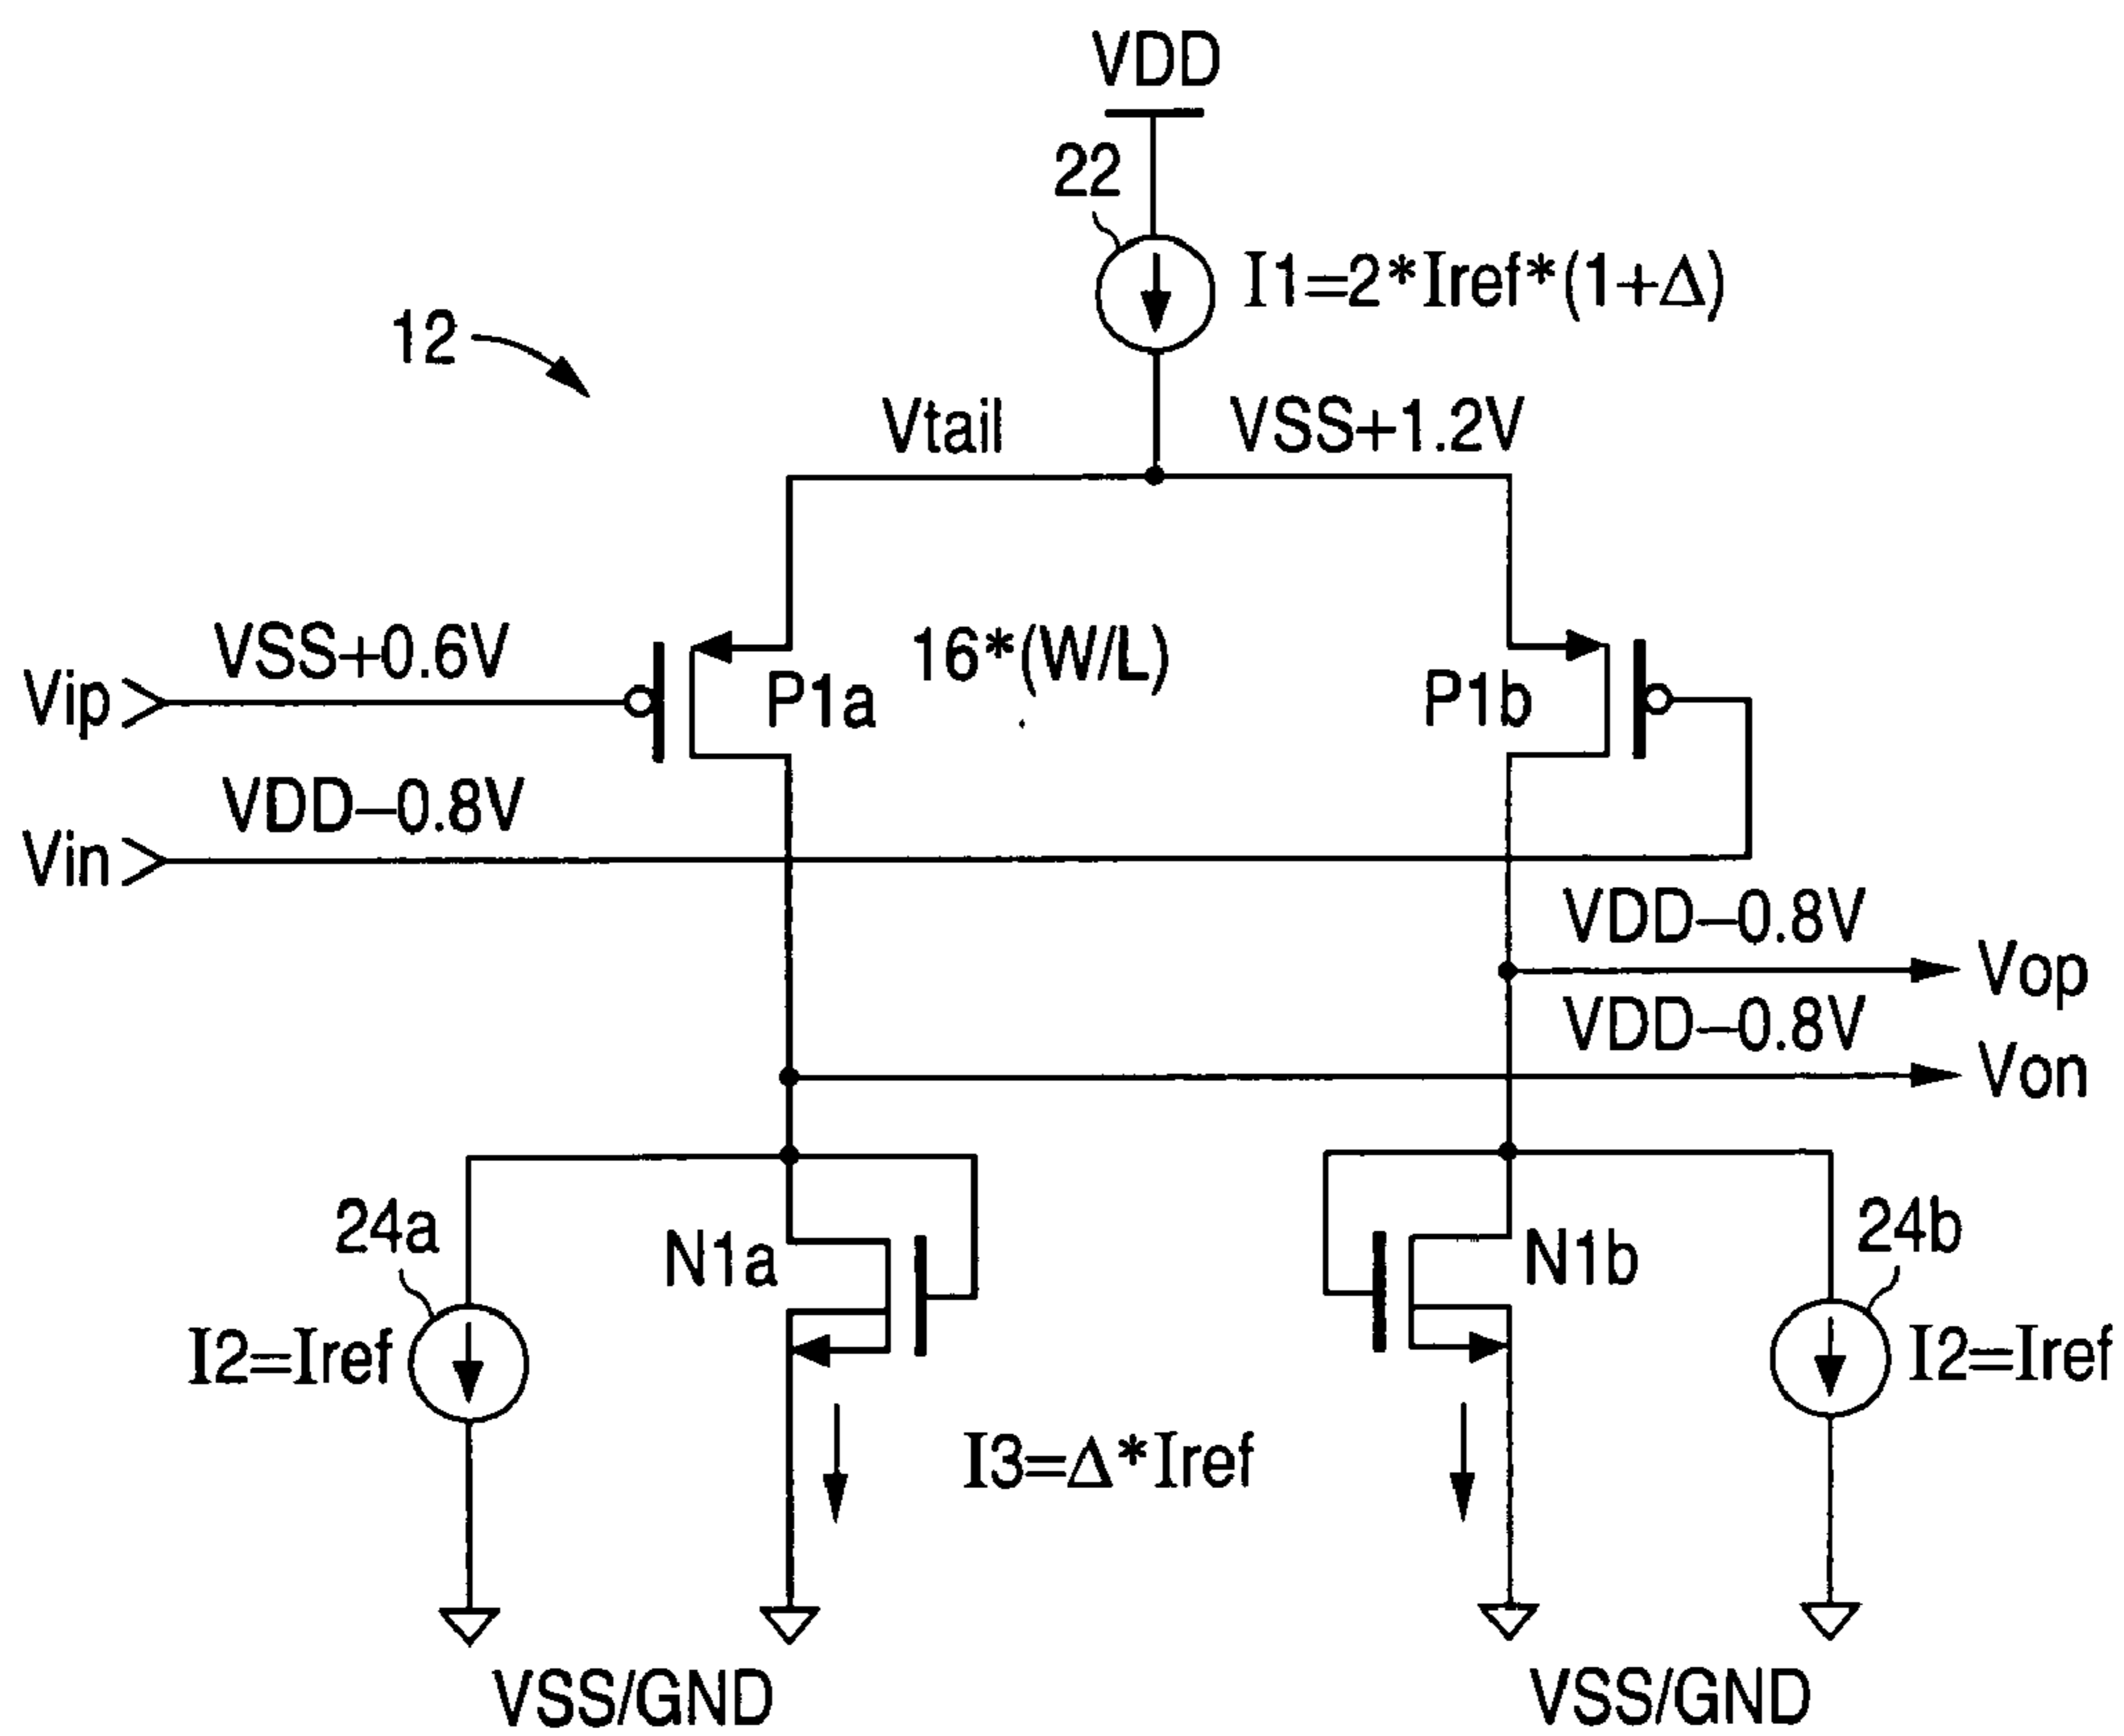 VDD
22
I1=2*Iref*(1+Δ)
12
Vtail
VSS+1.2V
VSS+0.6V
Vip
P1a
16*(W/L)
P1b
VDD–0.8V
Vin
VDD–0.8V
Vop
VDD–0.8V
Von
24a
N1a
N1b
24b
I2=Iref
I2=Iref
I3=Δ*Iref
VSS/GND
VSS/GND